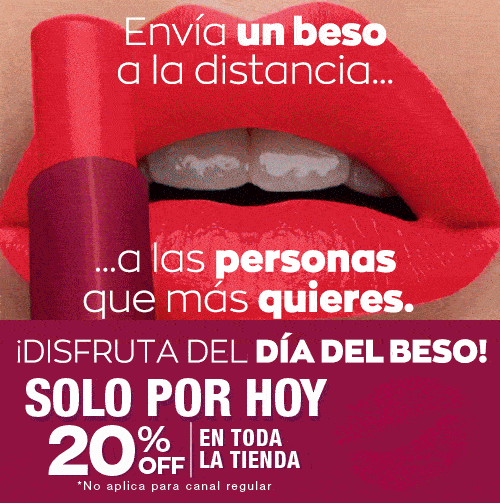 Envía un beso
a la distancia...
...a las personas
que más quieres.
¡DISFRUTA DEL DÍA DEL BESO!
SOLO POR HOY
20% OFF
EN TODA
LA TIENDA
*No aplica para canal regular